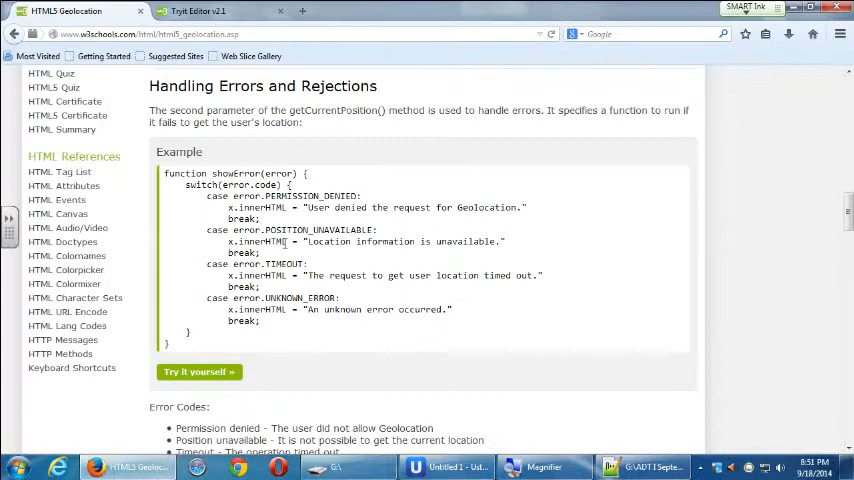 HTML5 Geolocation
Tryit Editor v2.1
SMART Ink
www.w3schools.com/html/html5_geolocation.asp
Google
Most Visited
Getting Started
Suggested Sites
Web Slice Gallery
HTML Quiz
HTML5 Quiz
HTML Certificate
HTML5 Certificate
HTML Summary
HTML References
HTML Tag List
HTML Attributes
HTML Events
HTML Canvas
HTML Audio/Video
HTML Doctypes
HTML Colornames
HTML Colorpicker
HTML Colormixer
HTML Character Sets
HTML URL Encode
HTML Lang Codes
HTTP Messages
HTTP Methods
Keyboard Shortcuts
Handling Errors and Rejections
The second parameter of the getCurrentPosition() method is used to handle errors. It specifies a function to run if
it fails to get the user's location:
Example
function showError(error) {
switch(error.code) {
case error.PERMISSION_DENIED:
x.innerHTML = "User denied the request for Geolocation."
break;
case error.POSITION_UNAVAILABLE:
x.innerHTML = "Location information is unavailable."
break;
case error.TIMEOUT:
x.innerHTML = "The request to get user location timed out."
break;
case error.UNKNOWN_ERROR:
x.innerHTML = "An unknown error occurred."
break;
}
}
Try it yourself »
Error Codes:
• Permission denied - The user did not allow Geolocation
• Position unavailable - It is not possible to get the current location
• Timeout - The operation timed out
HTML5 Geoloc...
G:\
Untitled 1 - Ust...
Magnifier
G:\ADT I Septe...
8:51 PM
9/18/2014